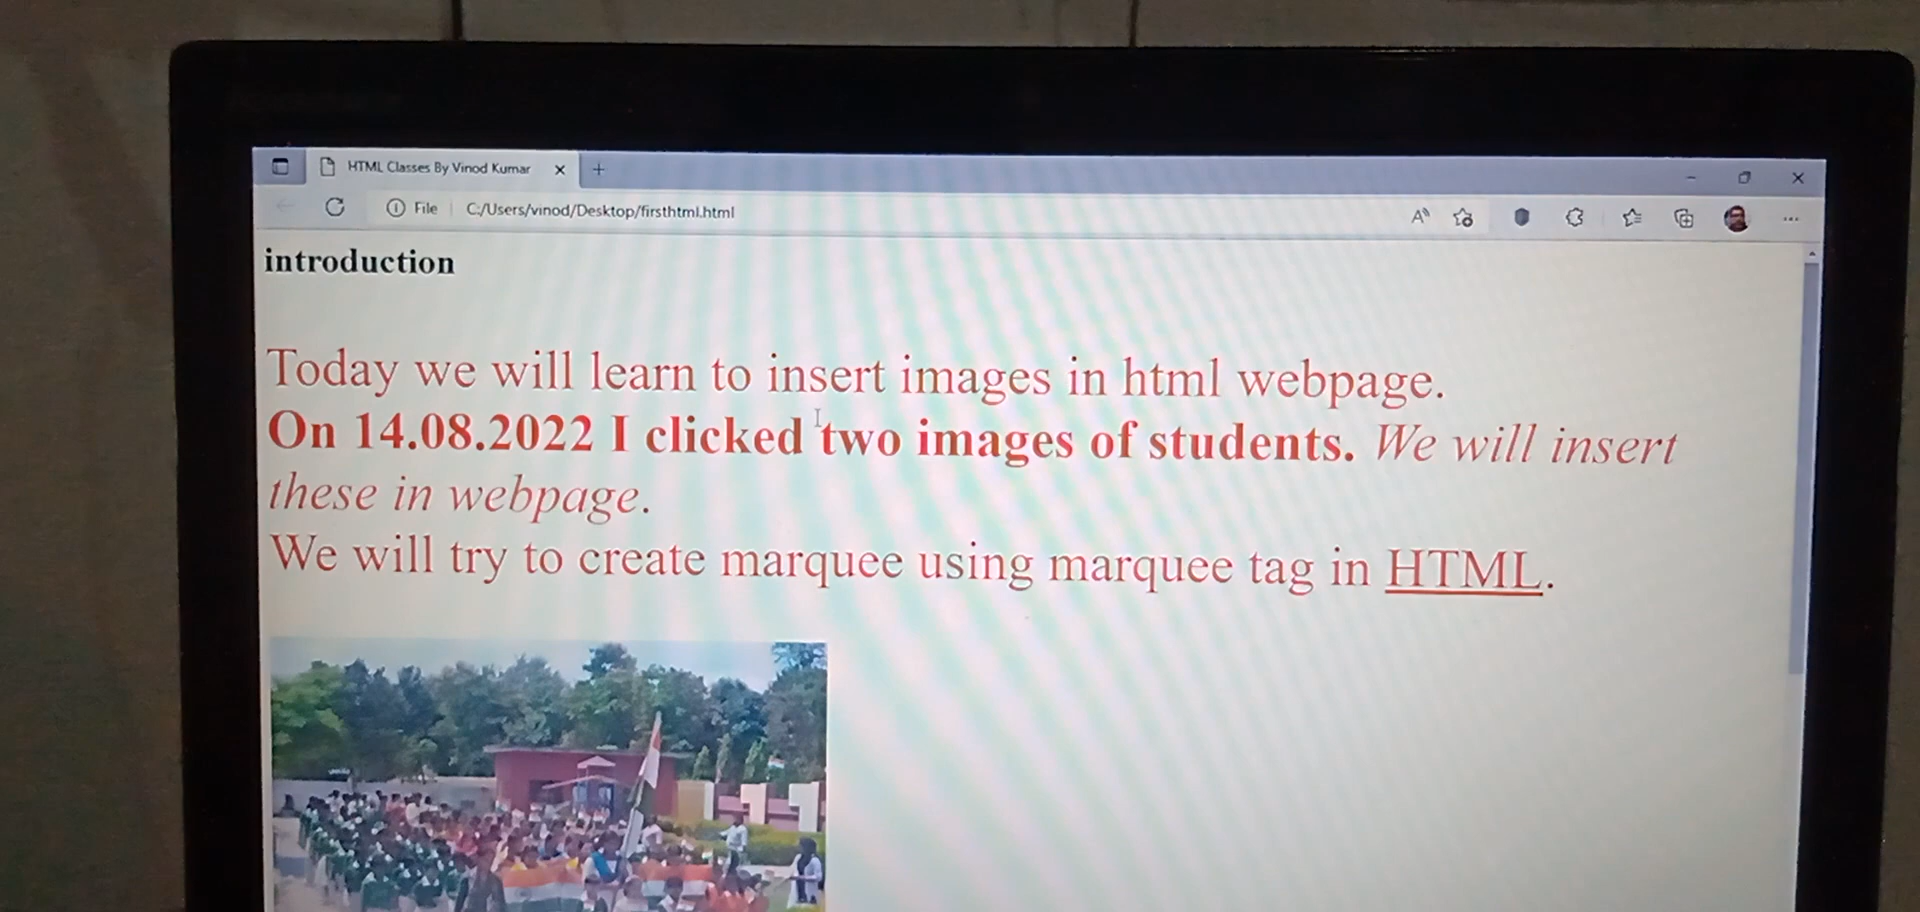 HTML Classes By Vinod Kumar
File C:/Users/vinod/Desktop/firsthtml.html
introduction
Today we will learn to insert images in html webpage.
On 14.08.2022 I clicked two images of students. We will insert
these in webpage.
We will try to create marquee using marquee tag in HTML.